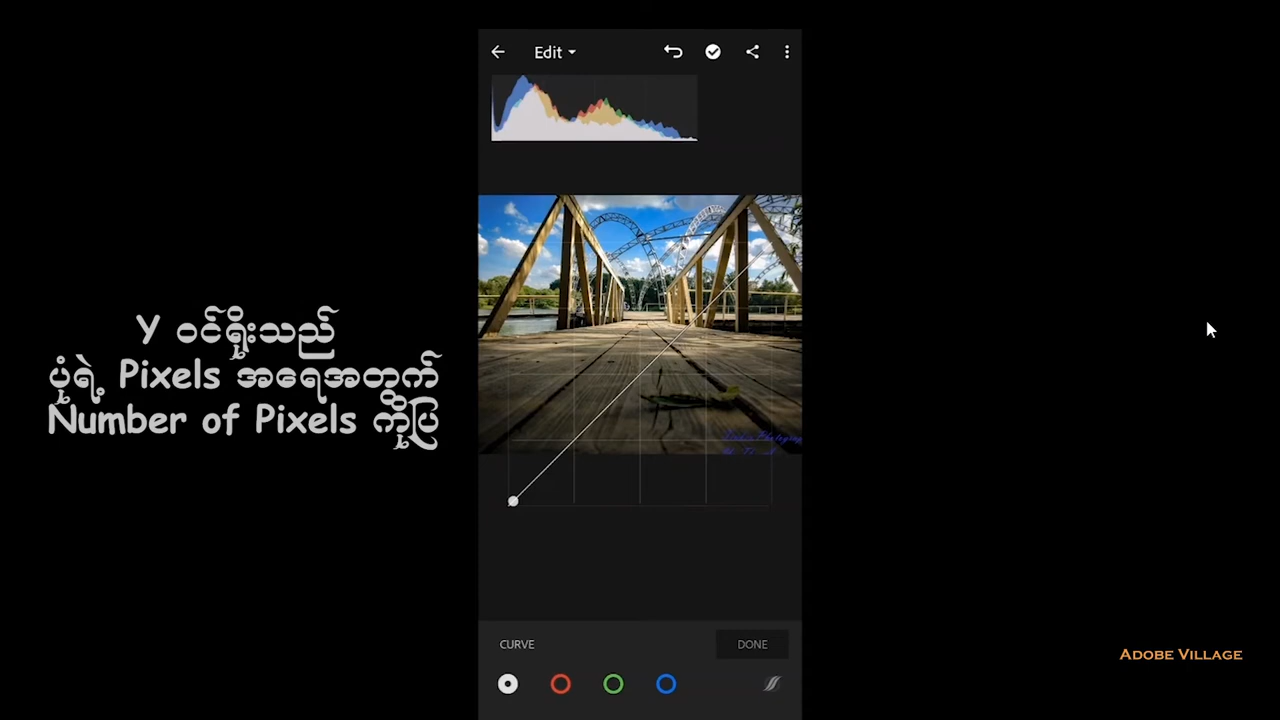 Edit
Y ဝင်ရိုးသည်
ပုံရဲ့ Pixels အရေအတွက်
Number of Pixels ကိုပြ
CURVE
DONE
ADOBE VILLAGE